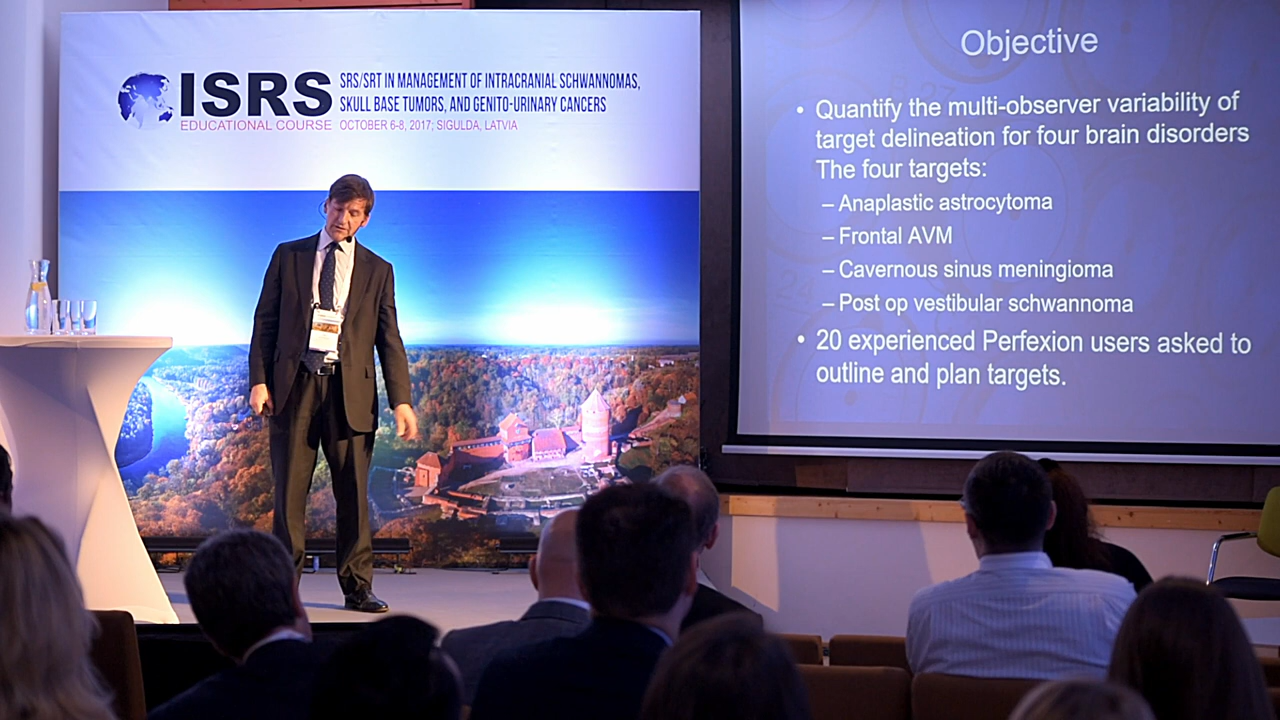 ISRS
EDUCATIONAL COURSE
SRS/SRT IN MANAGEMENT OF INTRACRANIAL SCHWANNOMAS,
SKULL BASE TUMORS, AND GENITO-URINARY CANCERS
OCTOBER 6-8, 2017; SIGULDA, LATVIA
Objective
• Quantify the multi-observer variability of
target delineation for four brain disorders
The four targets:
– Anaplastic astrocytoma
– Frontal AVM
– Cavernous sinus meningioma
– Post op vestibular schwannoma
• 20 experienced Perfexion users asked to
outline and plan targets.